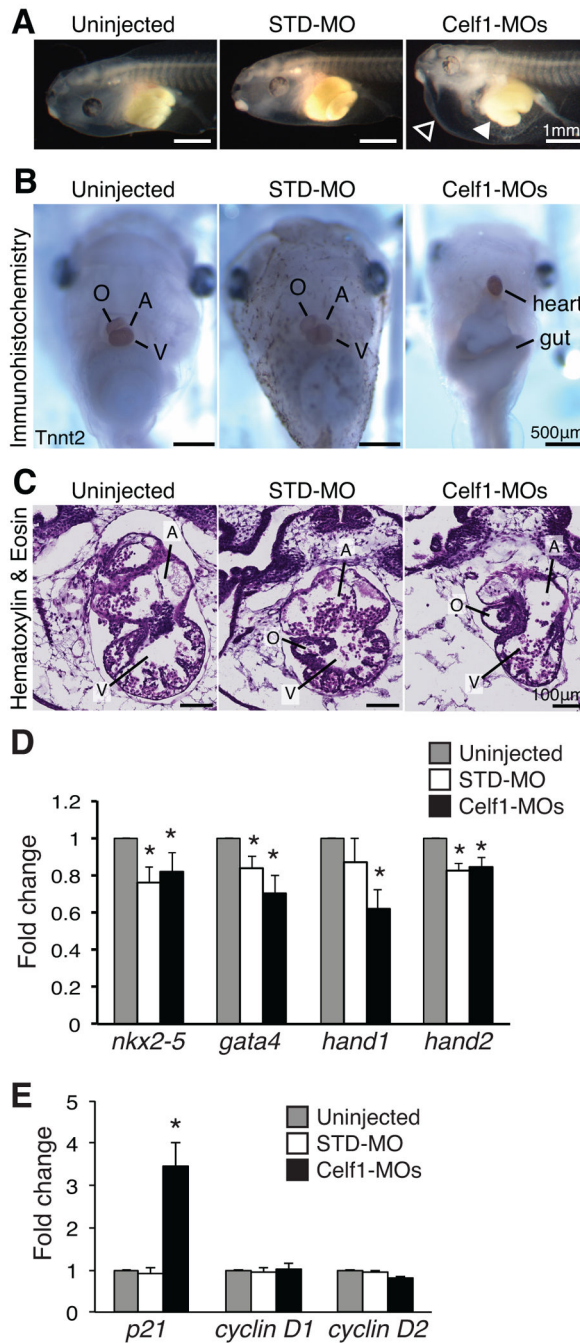 A
Uninjected STD-MO Celf1-MOs
1mm
B
Uninjected STD-MO Celf1-MOs
Immunohistochemistry
O A V
O A V
heart
gut
Tnnt2
500µm
C
Uninjected STD-MO Celf1-MOs
Hematoxylin & Eosin
A V
A O V
A O V
100µm
D
Uninjected
STD-MO
Celf1-MOs
Fold change
1.2
1
0.8
0.6
0.4
0.2
0
* * * * * * *
nkx2-5 gata4 hand1 hand2
E
Uninjected
STD-MO
Celf1-MOs
Fold change
5
4
3
2
1
0
*
p21 cyclin D1 cyclin D2